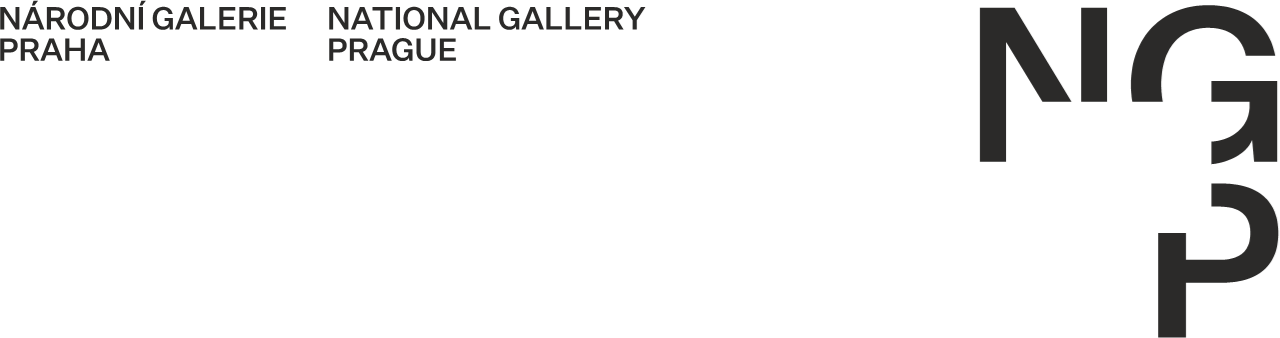 NÁRODNÍ GALERIE
PRAHA
NATIONAL GALLERY
PRAGUE
NG
P